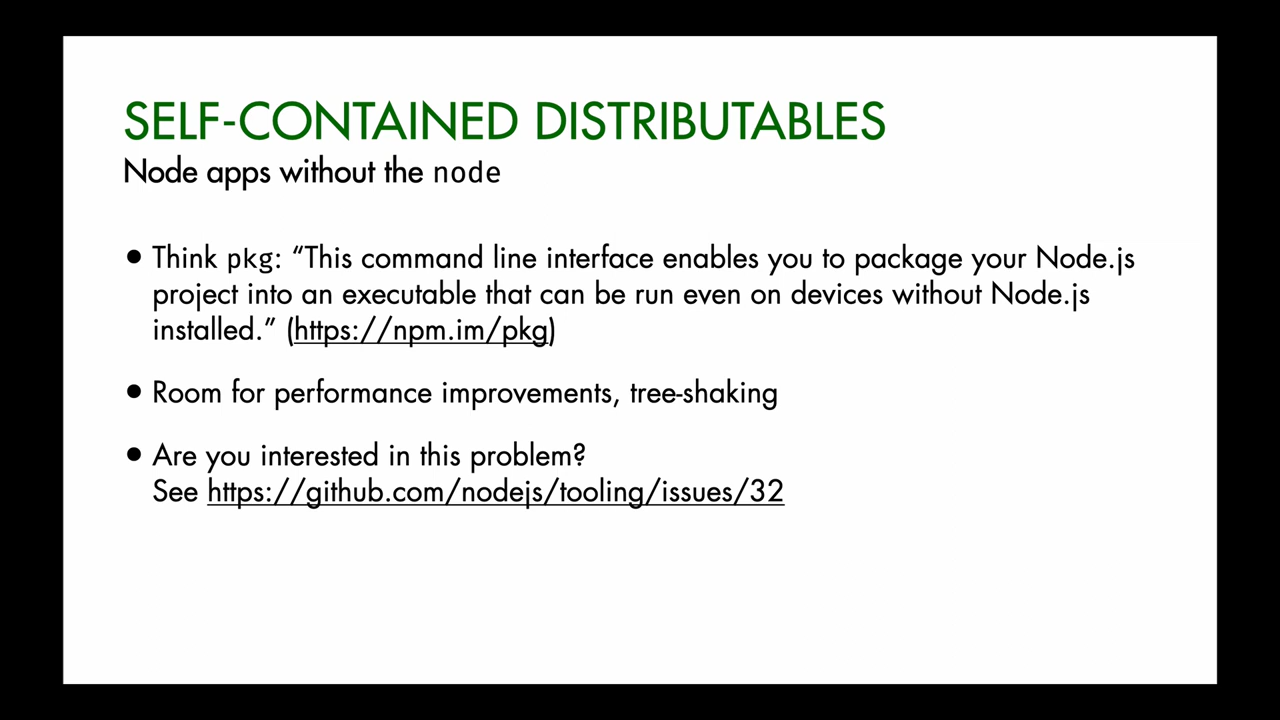 SELF-CONTAINED DISTRIBUTABLES
Node apps without the node
• Think pkg: “This command line interface enables you to package your Node.js
project into an executable that can be run even on devices without Node.js
installed.” (https://npm.im/pkg)
• Room for performance improvements, tree-shaking
• Are you interested in this problem?
See https://github.com/nodejs/tooling/issues/32